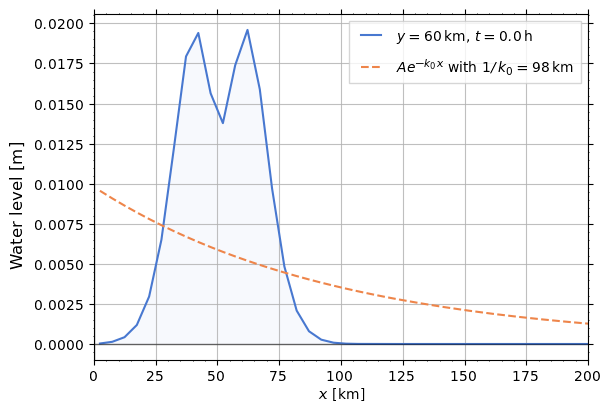 y = 60 km, t = 0.0 h
Ae^{-k_0 x} with 1/k_0 = 98 km
Water level [m]
0.0200
0.0175
0.0150
0.0125
0.0100
0.0075
0.0050
0.0025
0.0000
0 25 50 75 100 125 150 175 200
x [km]